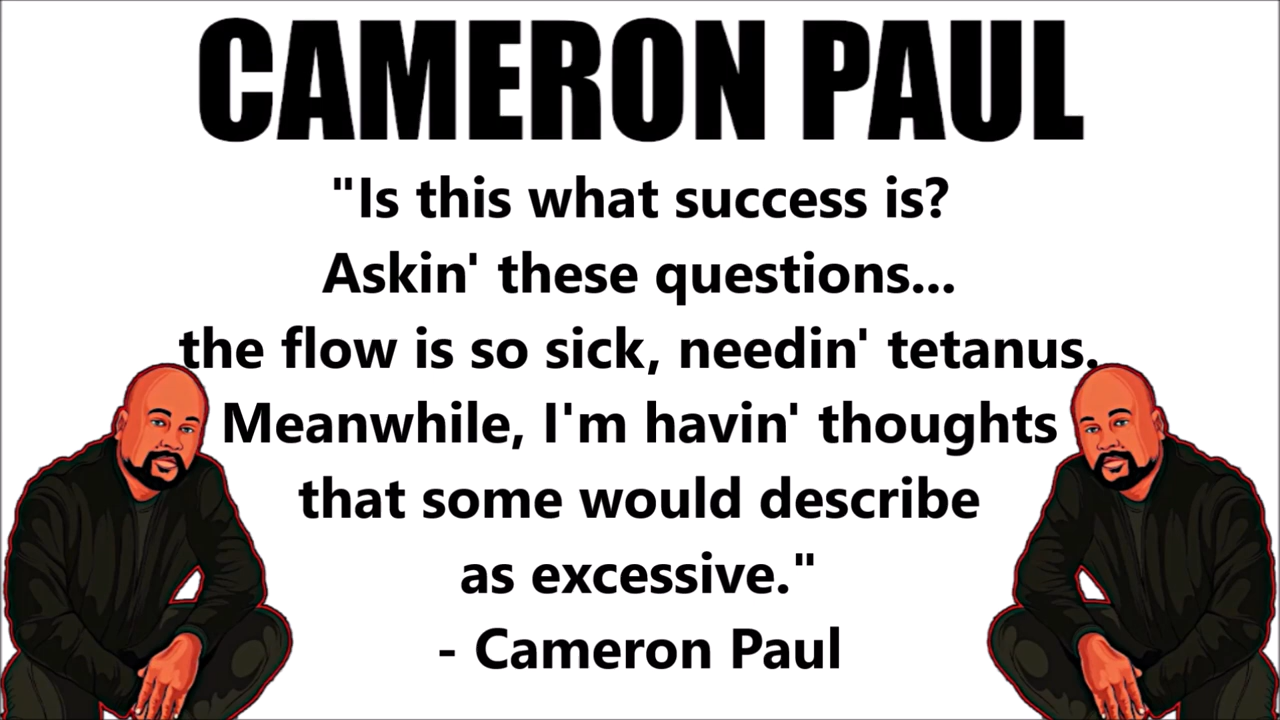 CAMERON PAUL
"Is this what success is?
Askin' these questions...
the flow is so sick, needin' tetanus.
Meanwhile, I'm havin' thoughts
that some would describe
as excessive."
- Cameron Paul